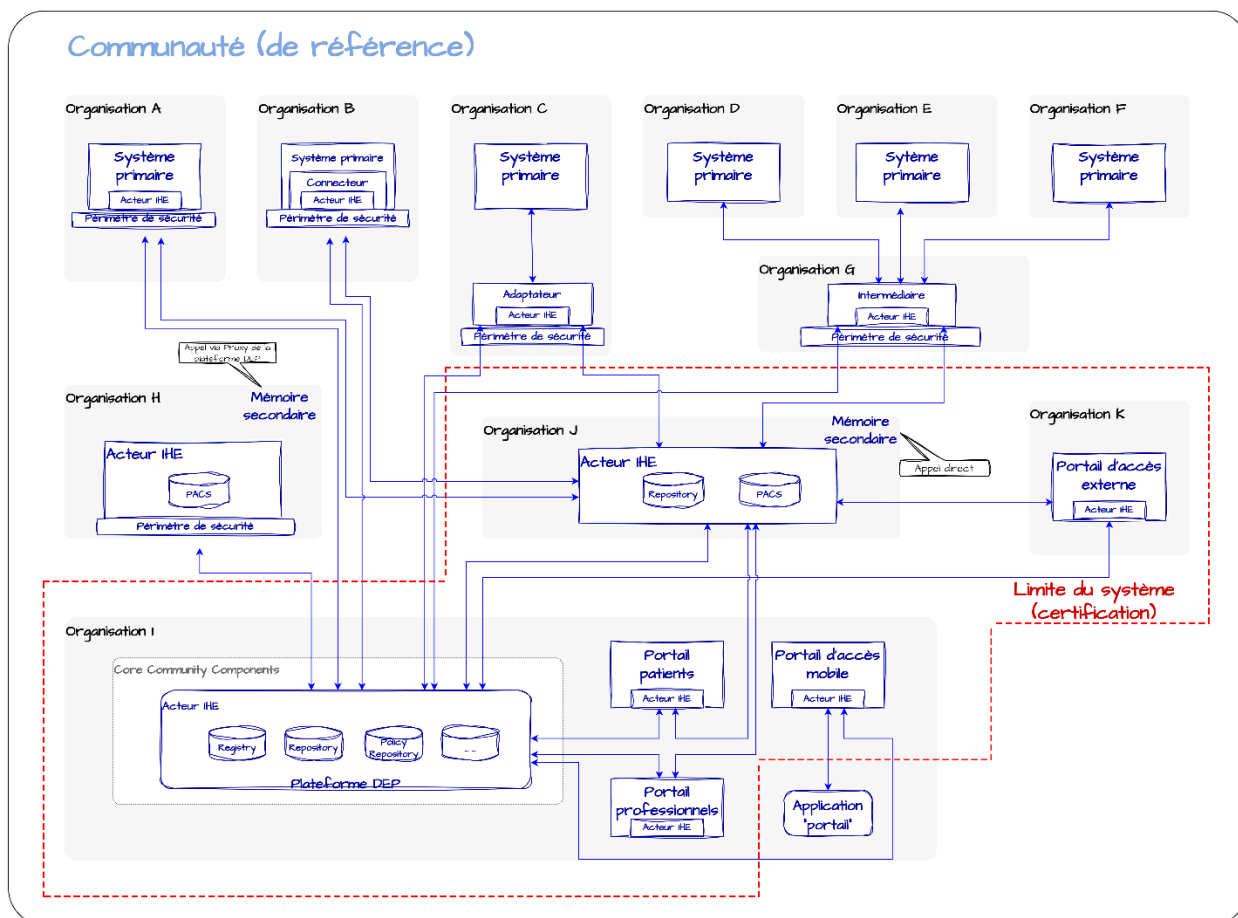 Communauté (de référence)
Organisation A
Système
primaire
Acteur IHE
Périmètre de sécurité
Organisation B
Système primaire
Connecteur
Acteur IHE
Périmètre de sécurité
Organisation C
Système
primaire
Adaptateur
Acteur IHE
Périmètre de sécurité
Organisation D
Système
primaire
Organisation E
Sytème
primaire
Organisation F
Système
primaire
Organisation G
Intermédiaire
Acteur IHE
Périmètre de sécurité
Appel via Proxy de la
plateforme DEP
Organisation H
Mémoire
secondaire
Acteur IHE
PACS
Périmètre de sécurité
Organisation J
Mémoire
secondaire
Appel direct
Acteur IHE
Repository
PACS
Organisation K
Portail d'accès
externe
Acteur IHE
Limite du système
(certification)
Organisation I
Core Community Components
Acteur IHE
Registry
Repository
Policy
Repository
...
Plateforme DEP
Portail
patients
Acteur IHE
Portail d'accès
mobile
Acteur IHE
Portail
professionnels
Acteur IHE
Application
"portail"